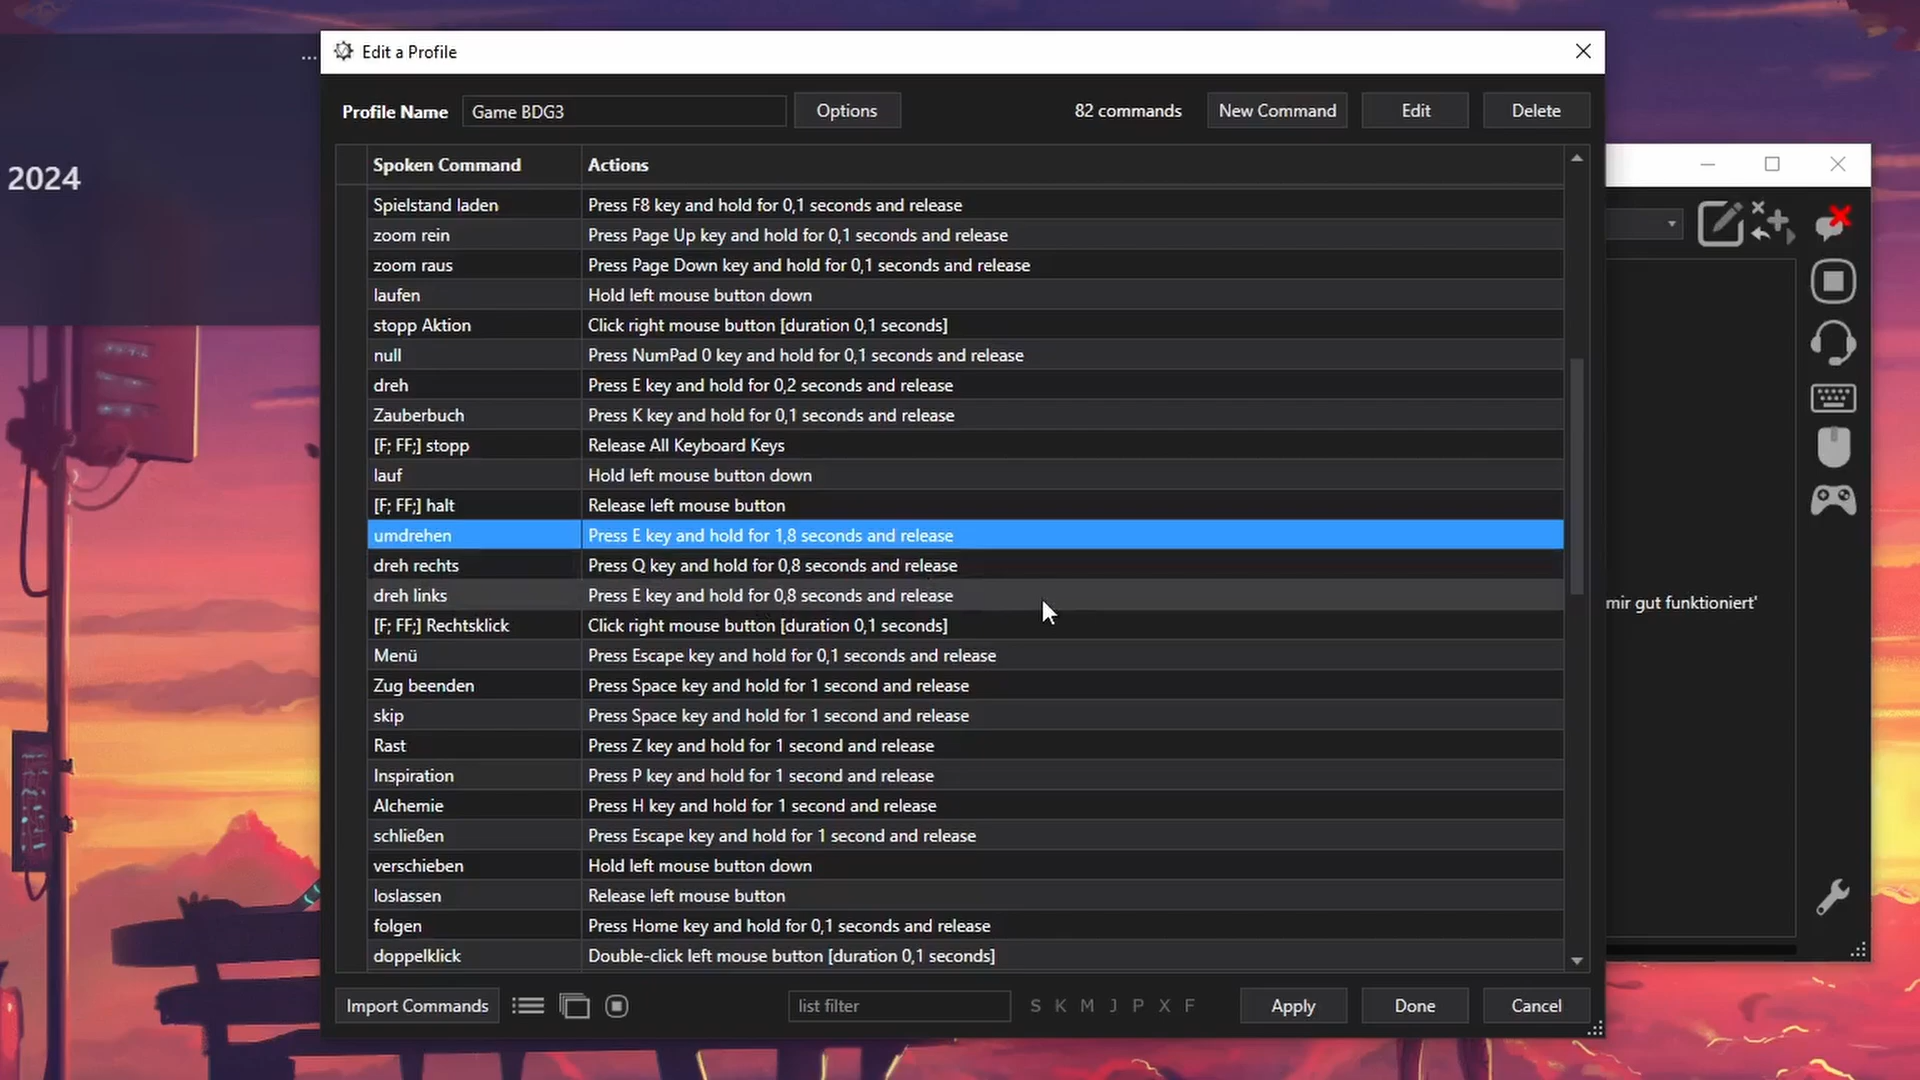 ...
Edit a Profile
Profile Name Game BDG3 Options 82 commands New Command Edit Delete
2024
Spoken Command Actions
Spielstand laden Press F8 key and hold for 0,1 seconds and release
zoom rein Press Page Up key and hold for 0,1 seconds and release
zoom raus Press Page Down key and hold for 0,1 seconds and release
laufen Hold left mouse button down
stopp Aktion Click right mouse button [duration 0,1 seconds]
null Press NumPad 0 key and hold for 0,1 seconds and release
dreh Press E key and hold for 0,2 seconds and release
Zauberbuch Press K key and hold for 0,1 seconds and release
[F; FF;] stopp Release All Keyboard Keys
lauf Hold left mouse button down
[F; FF;] halt Release left mouse button
umdrehen Press E key and hold for 1,8 seconds and release
dreh rechts Press Q key and hold for 0,8 seconds and release
dreh links Press E key and hold for 0,8 seconds and release
mir gut funktioniert'
[F; FF;] Rechtsklick Click right mouse button [duration 0,1 seconds]
Menü Press Escape key and hold for 0,1 seconds and release
Zug beenden Press Space key and hold for 1 second and release
skip Press Space key and hold for 1 second and release
Rast Press Z key and hold for 1 second and release
Inspiration Press P key and hold for 1 second and release
Alchemie Press H key and hold for 1 second and release
schließen Press Escape key and hold for 1 second and release
verschieben Hold left mouse button down
loslassen Release left mouse button
folgen Press Home key and hold for 0,1 seconds and release
doppelklick Double-click left mouse button [duration 0,1 seconds]
Import Commands list filter S K M J P X F Apply Done Cancel